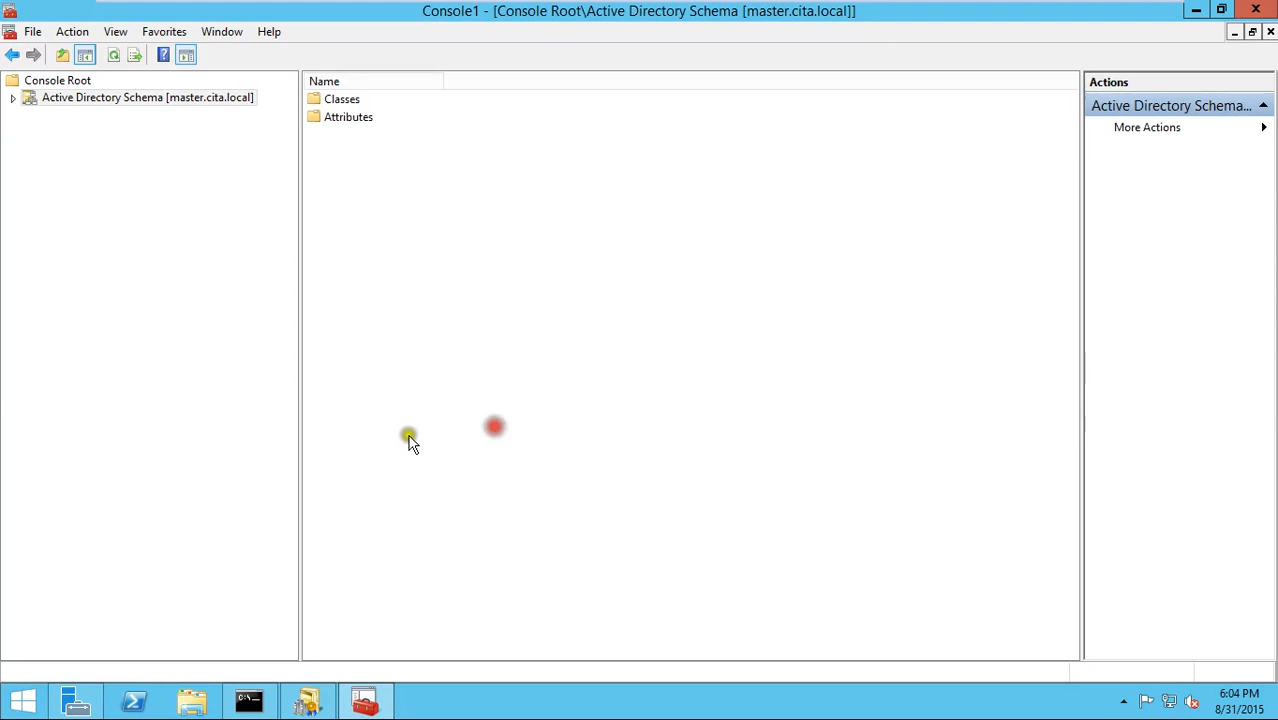 Console1 - [Console Root\Active Directory Schema [master.cita.local]]
File Action View Favorites Window Help
Console Root
Active Directory Schema [master.cita.local]
Name
Classes
Attributes
Actions
Active Directory Schema...
More Actions
6:04 PM
8/31/2015